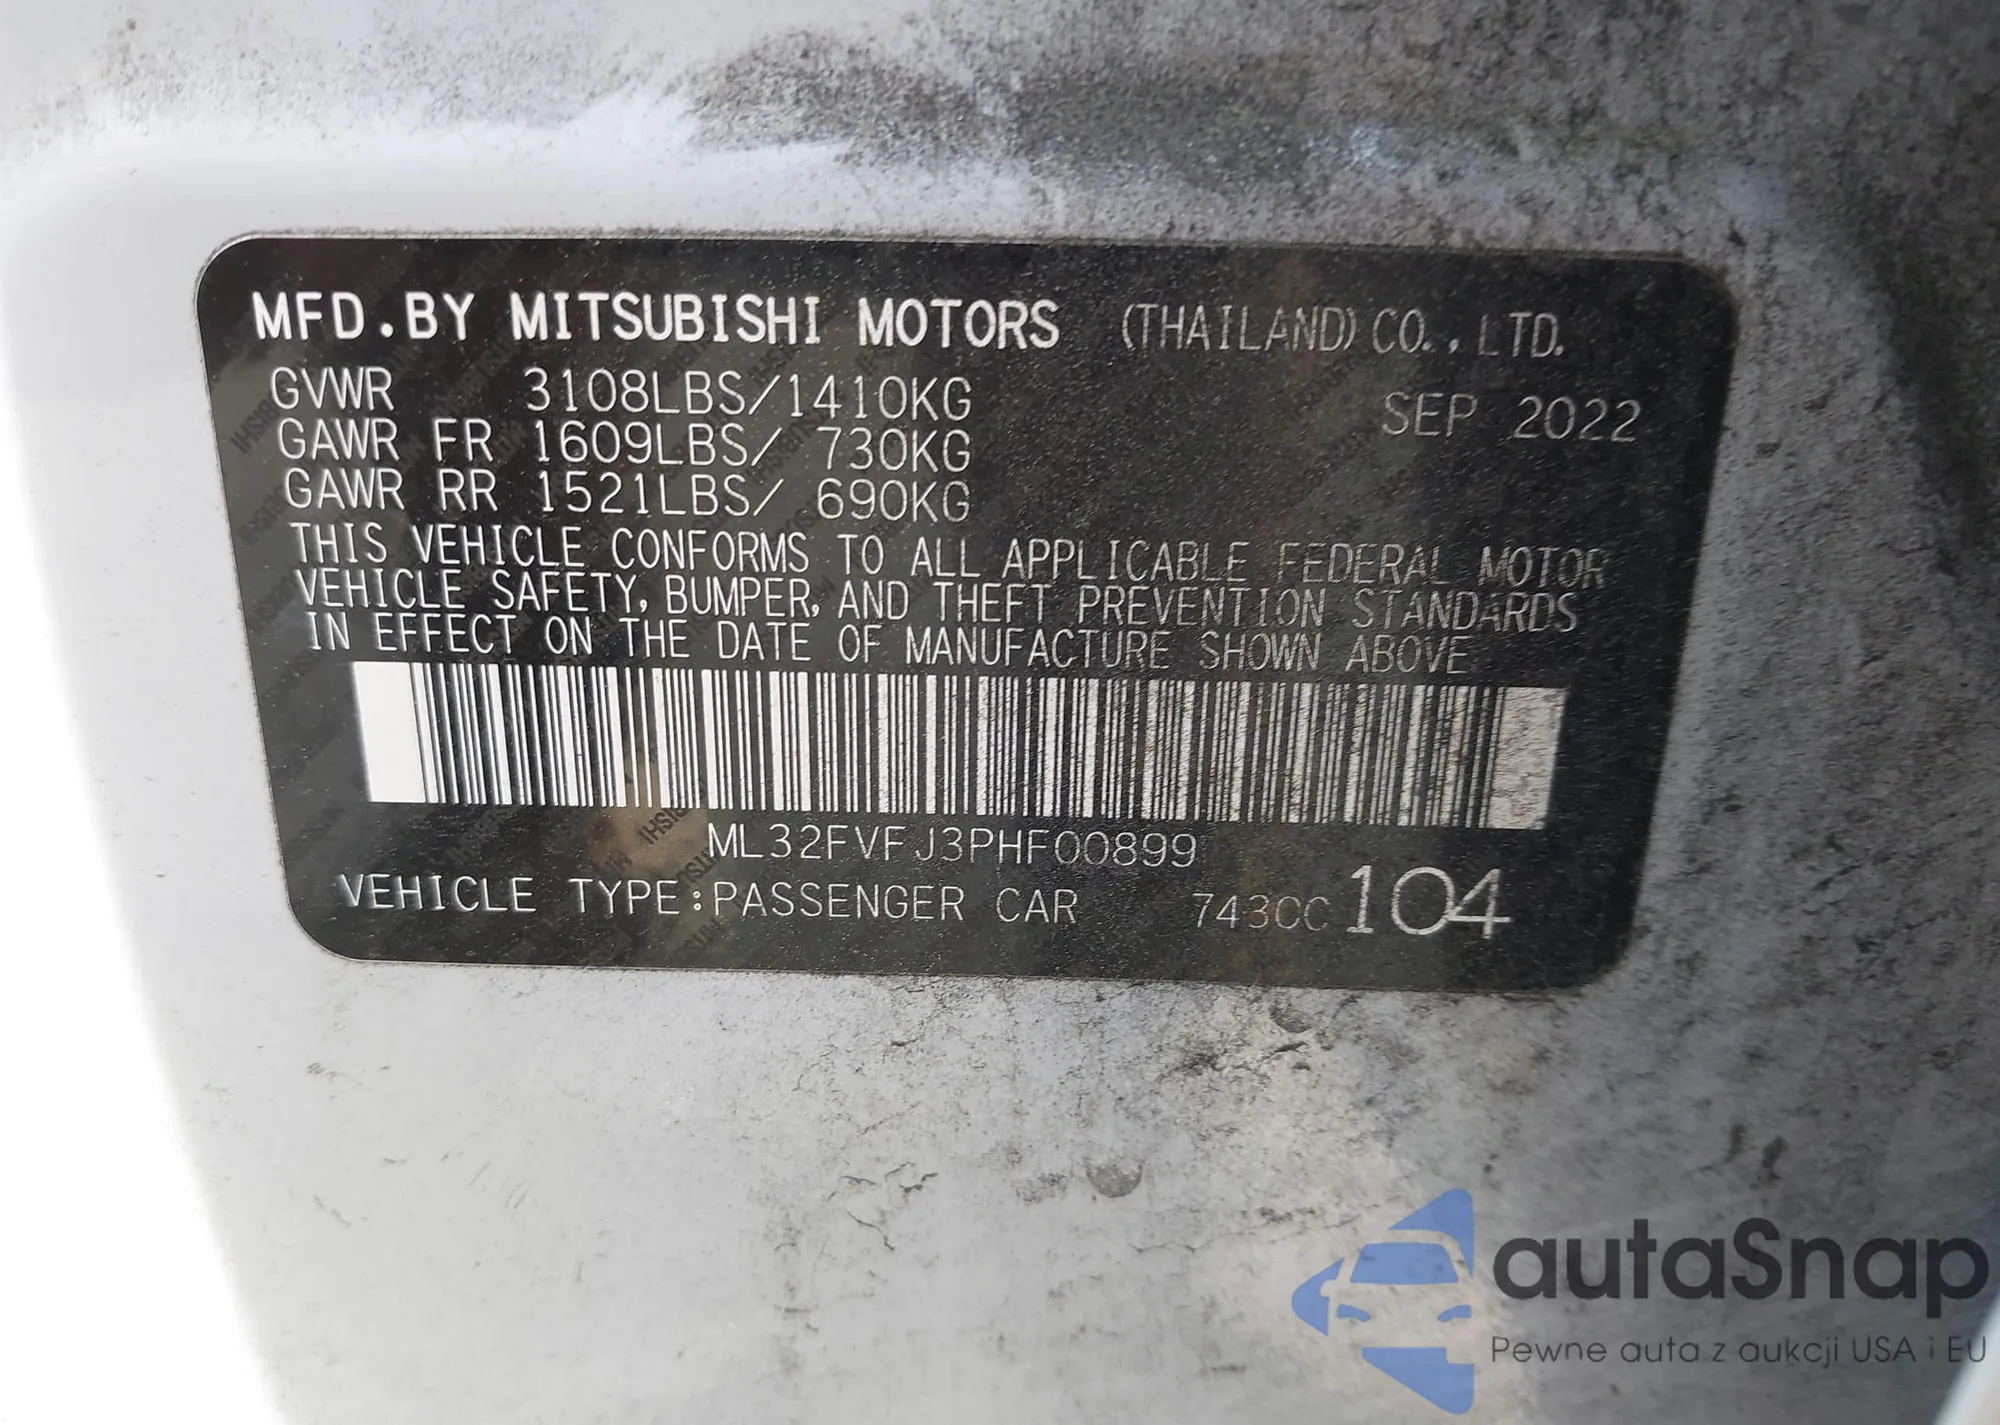 MFD.BY MITSUBISHI MOTORS (THAILAND) CO., LTD.
GVWR 3108LBS/1410KG SEP 2022
GAWR FR 1609LBS/ 730KG
GAWR RR 1521LBS/ 690KG
THIS VEHICLE CONFORMS TO ALL APPLICABLE FEDERAL MOTOR
VEHICLE SAFETY, BUMPER, AND THEFT PREVENTION STANDARDS
IN EFFECT ON THE DATE OF MANUFACTURE SHOWN ABOVE.
ML32FVFJ3PHF00899
VEHICLE TYPE:PASSENGER CAR 743CC 104
autaSnap
Pewne auta z aukcji USA i EU